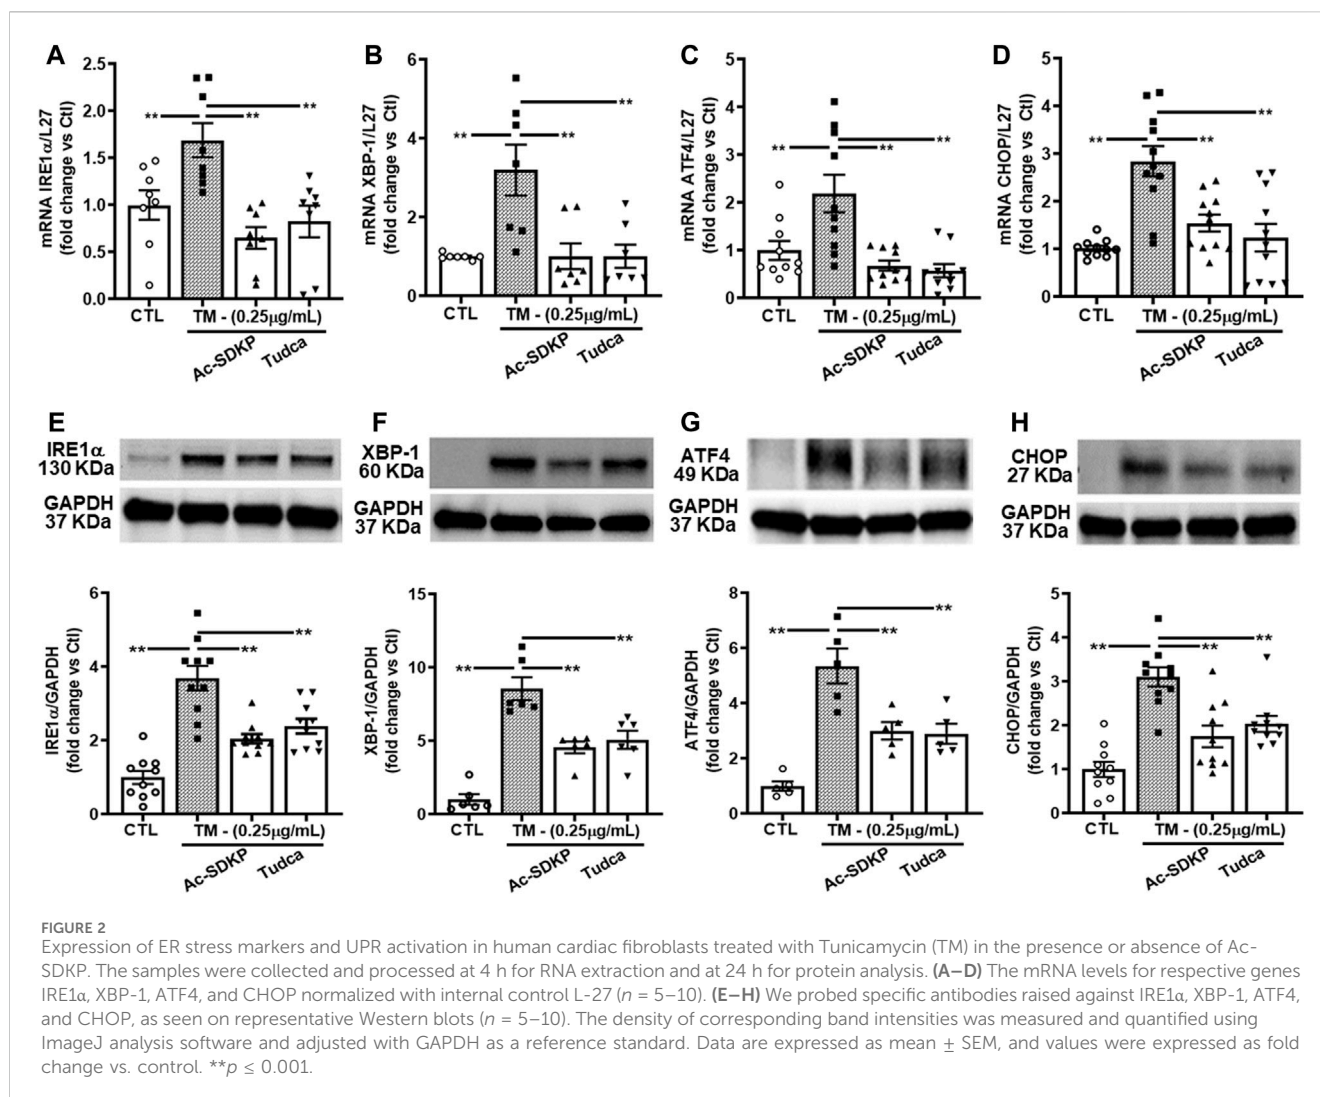 A
mRNA IRE1α/L27
(fold change vs Ctl)
2.5
2.0
1.5
1.0
0.5
0.0
**
**
**
CTL
TM - (0.25µg/mL)
Ac-SDKP
Tudca
B
mRNA XBP-1/L27
(fold change vs Ctl)
6
4
2
0
**
**
**
CTL
TM - (0.25µg/mL)
Ac-SDKP
Tudca
C
mRNA ATF4/L27
(fold change vs Ctl)
5
4
3
2
1
0
**
**
**
CTL
TM - (0.25µg/mL)
Ac-SDKP
Tudca
D
mRNA CHOP/L27
(fold change vs Ctl)
5
4
3
2
1
0
**
**
**
CTL
TM - (0.25µg/mL)
Ac-SDKP
Tudca
E
IRE1α
130 KDa
GAPDH
37 KDa
IRE1α/GAPDH
(fold change vs Ctl)
6
4
2
0
**
**
**
CTL
TM - (0.25µg/mL)
Ac-SDKP
Tudca
F
XBP-1
60 KDa
GAPDH
37 KDa
XBP-1/GAPDH
(fold change vs Ctl)
15
10
5
0
**
**
**
CTL
TM - (0.25µg/mL)
Ac-SDKP
Tudca
G
ATF4
49 KDa
GAPDH
37 KDa
ATF4/GAPDH
(fold change vs Ctl)
8
6
4
2
0
**
**
**
CTL
TM - (0.25µg/mL)
Ac-SDKP
Tudca
H
CHOP
27 KDa
GAPDH
37 KDa
CHOP/GAPDH
(fold change vs Ctl)
5
4
3
2
1
0
**
**
**
CTL
TM - (0.25µg/mL)
Ac-SDKP
Tudca
FIGURE 2
Expression of ER stress markers and UPR activation in human cardiac fibroblasts treated with Tunicamycin (TM) in the presence or absence of Ac-
SDKP. The samples were collected and processed at 4 h for RNA extraction and at 24 h for protein analysis. (A–D) The mRNA levels for respective genes
IRE1α, XBP-1, ATF4, and CHOP normalized with internal control L-27 (n = 5–10). (E–H) We probed specific antibodies raised against IRE1α, XBP-1, ATF4,
and CHOP, as seen on representative Western blots (n = 5–10). The density of corresponding band intensities was measured and quantified using
ImageJ analysis software and adjusted with GAPDH as a reference standard. Data are expressed as mean ± SEM, and values were expressed as fold
change vs. control. **p ≤ 0.001.